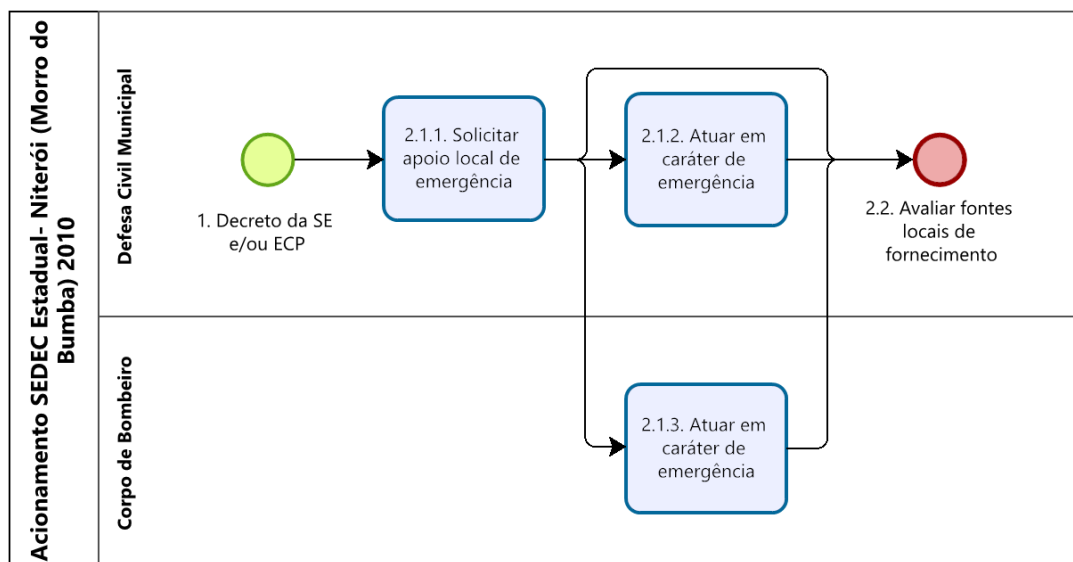 Acionamento SEDEC Estadual- Niterói (Morro do
Bumba) 2010
Defesa Civil Municipal
1. Decreto da SE
e/ou ECP
2.1.1. Solicitar
apoio local de
emergência
2.1.2. Atuar em
caráter de
emergência
2.2. Avaliar fontes
locais de
fornecimento
Corpo de Bombeiro
2.1.3. Atuar em
caráter de
emergência